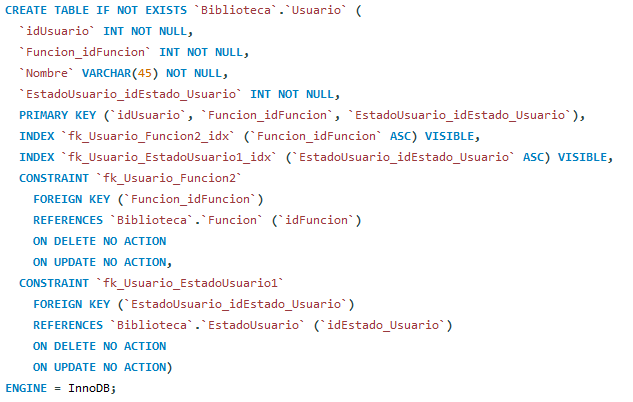 CREATE TABLE IF NOT EXISTS `Biblioteca`.`Usuario` (
  `idUsuario` INT NOT NULL,
  `Funcion_idFuncion` INT NOT NULL,
  `Nombre` VARCHAR(45) NOT NULL,
  `EstadoUsuario_idEstado_Usuario` INT NOT NULL,
  PRIMARY KEY (`idUsuario`, `Funcion_idFuncion`, `EstadoUsuario_idEstado_Usuario`),
  INDEX `fk_Usuario_Funcion2_idx` (`Funcion_idFuncion` ASC) VISIBLE,
  INDEX `fk_Usuario_EstadoUsuario1_idx` (`EstadoUsuario_idEstado_Usuario` ASC) VISIBLE,
  CONSTRAINT `fk_Usuario_Funcion2`
    FOREIGN KEY (`Funcion_idFuncion`)
    REFERENCES `Biblioteca`.`Funcion` (`idFuncion`)
    ON DELETE NO ACTION
    ON UPDATE NO ACTION,
  CONSTRAINT `fk_Usuario_EstadoUsuario1`
    FOREIGN KEY (`EstadoUsuario_idEstado_Usuario`)
    REFERENCES `Biblioteca`.`EstadoUsuario` (`idEstado_Usuario`)
    ON DELETE NO ACTION
    ON UPDATE NO ACTION)
ENGINE = InnoDB;